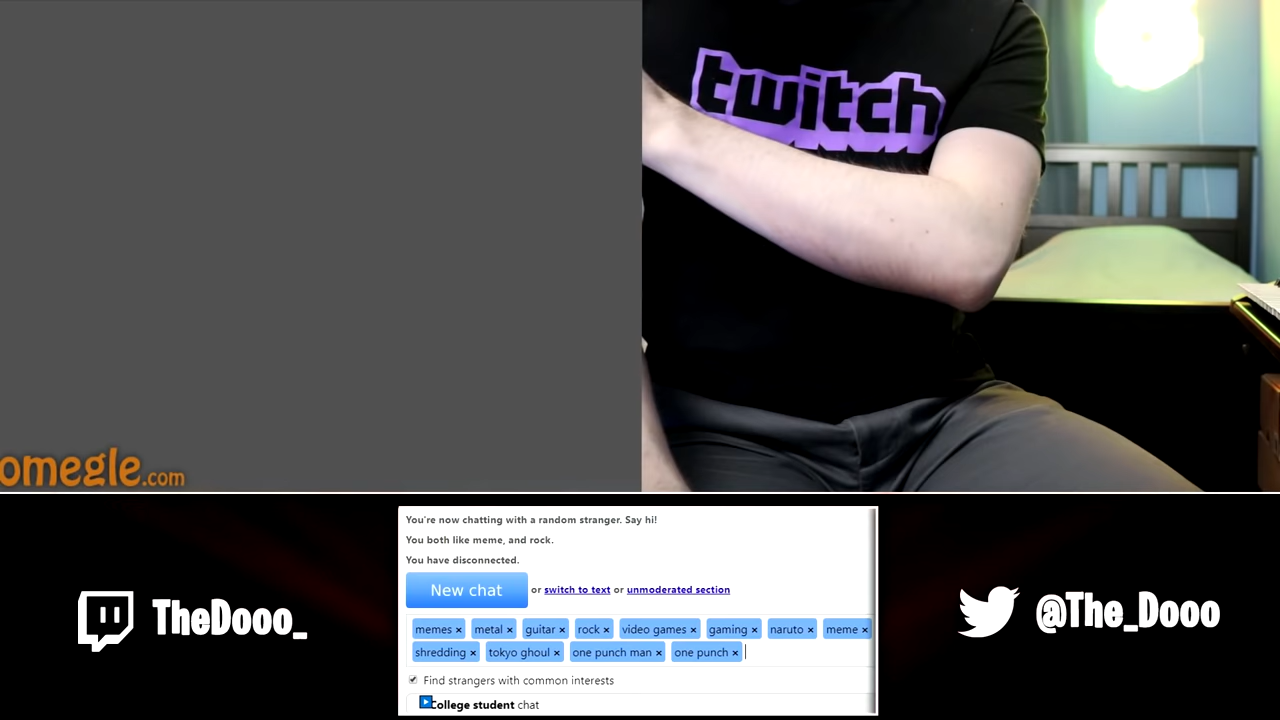 twitch
omegle.com
You're now chatting with a random stranger. Say hi!
You both like meme, and rock.
You have disconnected.
New chat or switch to text or unmoderated section
memes × metal × guitar × rock × video games × gaming × naruto × meme ×
shredding × tokyo ghoul × one punch man × one punch ×
Find strangers with common interests
College student chat
TheDooo_
@The_Dooo